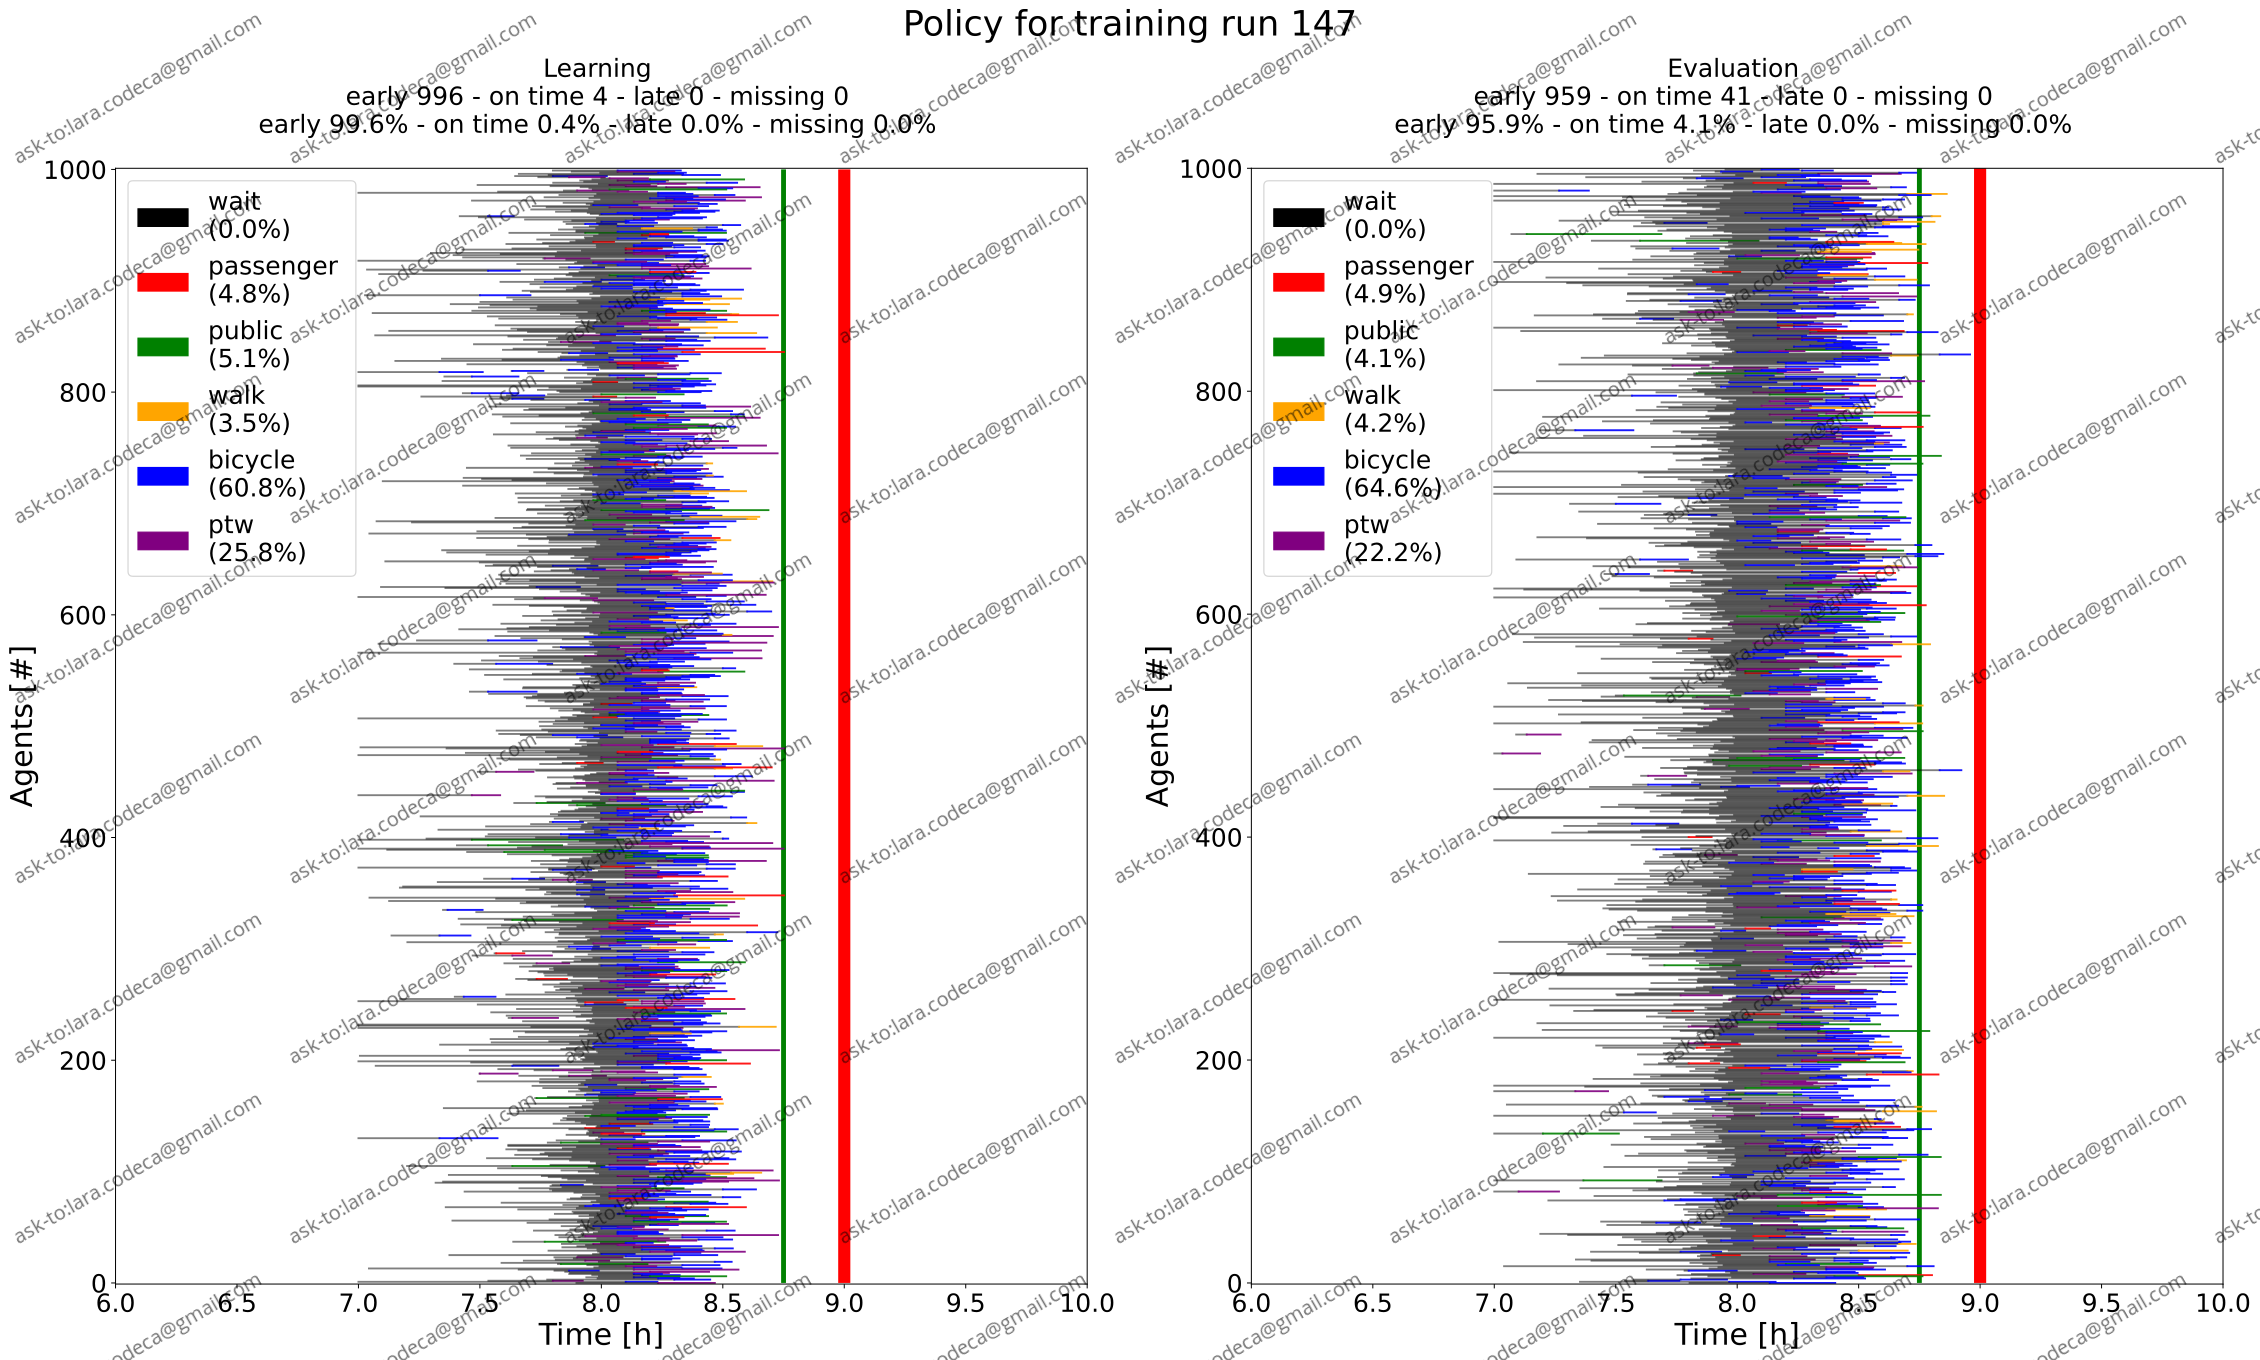 Policy for training run 147
Learning
early 996 - on time 4 - late 0 - missing 0
early 99.6% - on time 0.4% - late 0.0% - missing 0.0%
1000
800
600
400
200
0
Agents [#]
wait
(0.0%)
passenger
(4.8%)
public
(5.1%)
walk
(3.5%)
bicycle
(60.8%)
ptw
(25.8%)
6.0 6.5 7.0 7.5 8.0 8.5 9.0 9.5 10.0
Time [h]
Evaluation
early 959 - on time 41 - late 0 - missing 0
early 95.9% - on time 4.1% - late 0.0% - missing 0.0%
1000
800
600
400
200
0
Agents [#]
wait
(0.0%)
passenger
(4.9%)
public
(4.1%)
walk
(4.2%)
bicycle
(64.6%)
ptw
(22.2%)
6.0 6.5 7.0 7.5 8.0 8.5 9.0 9.5 10.0
Time [h]
ask-to:lara.codeca@gmail.com